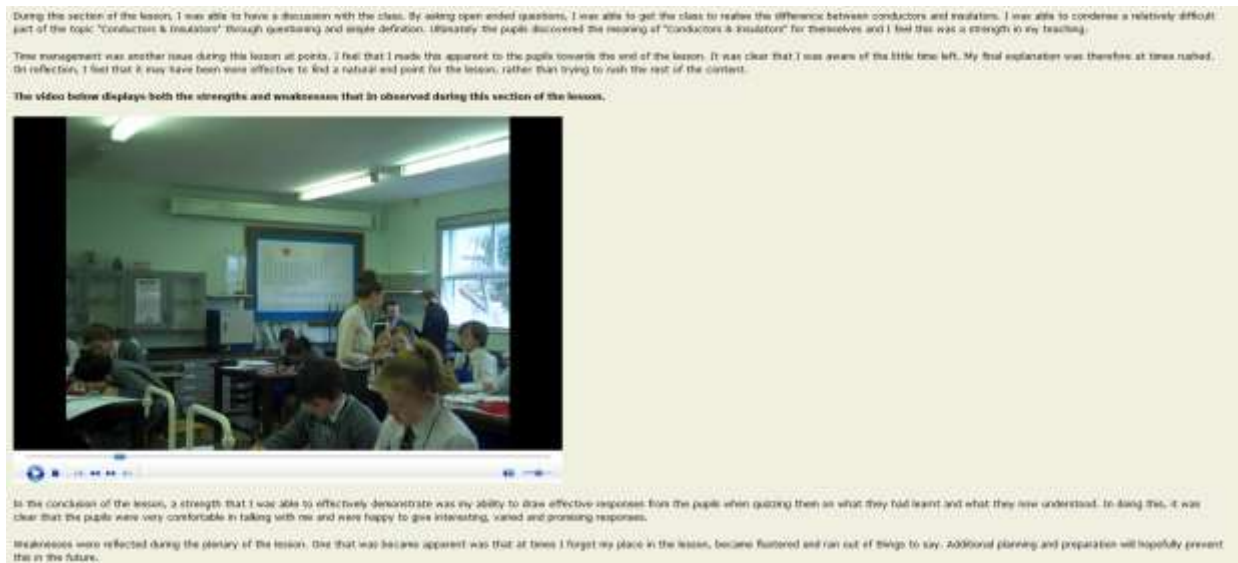 During this section of the lesson, I was able to have a discussion with the class. By asking open ended questions, I was able to get the class to realise the difference between conductors and insulators. I was able to condense a relatively difficult
part of the topic "Conductors & Insulators" through questioning and simple definition. Ultimately the pupils discovered the meaning of "Conductors & Insulators" for themselves and I feel this was a strength in my teaching.
Time management was another issue during this lesson at points. I feel that I made this apparent to the pupils towards the end of the lesson. It was clear that I was aware of the little time left. My final explanation was therefore at times rushed.
On reflection, I feel that it may have been more effective to find a natural end point for the lesson, rather than trying to rush the rest of the content.
The video below displays both the strengths and weaknesses that In observed during this section of the lesson.
In the conclusion of the lesson, a strength that I was able to effectively demonstrate was my ability to draw effective responses from the pupils when quizing them on what they had learnt and what they now understood. In doing this, it was
clear that the pupils were very comfortable in talking with me and were happy to give interesting, varied and promising responses.
Weaknesses were reflected during the plenary of the lesson. One that was became apparent was that at times I forgot my place in the lesson, became flustered and ran out of things to say. Additional planning and preparation will hopefully prevent
this in the future.